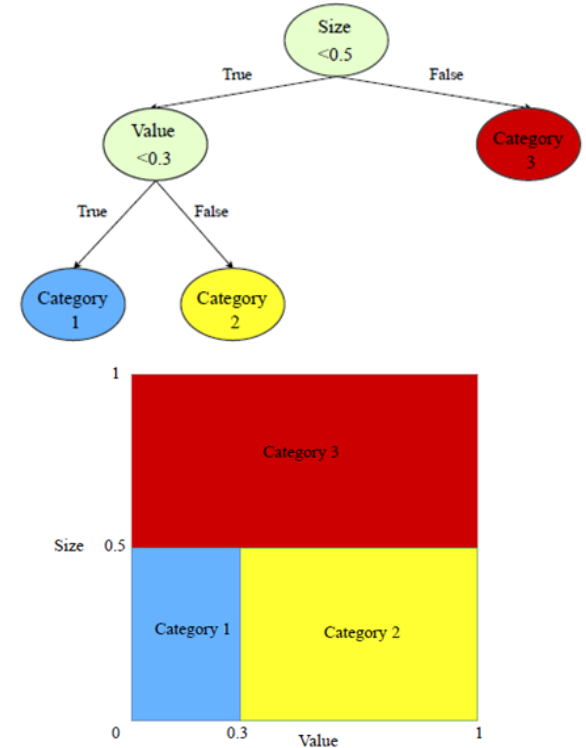 Size
<0.5
True
False
Value
<0.3
Category
3
True
False
Category
1
Category
2
1
Category 3
Size
0.5
Category 1
Category 2
0
0.3
Value
1